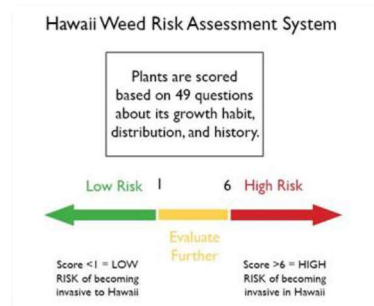 Hawaii Weed Risk Assessment System
Plants are scored
based on 49 questions
about its growth habit,
distribution, and history.
Low Risk 1 6 High Risk
Evaluate
Further
Score <1 = LOW
RISK of becoming
invasive to Hawaii
Score >6 = HIGH
RISK of becoming
invasive in Hawaii